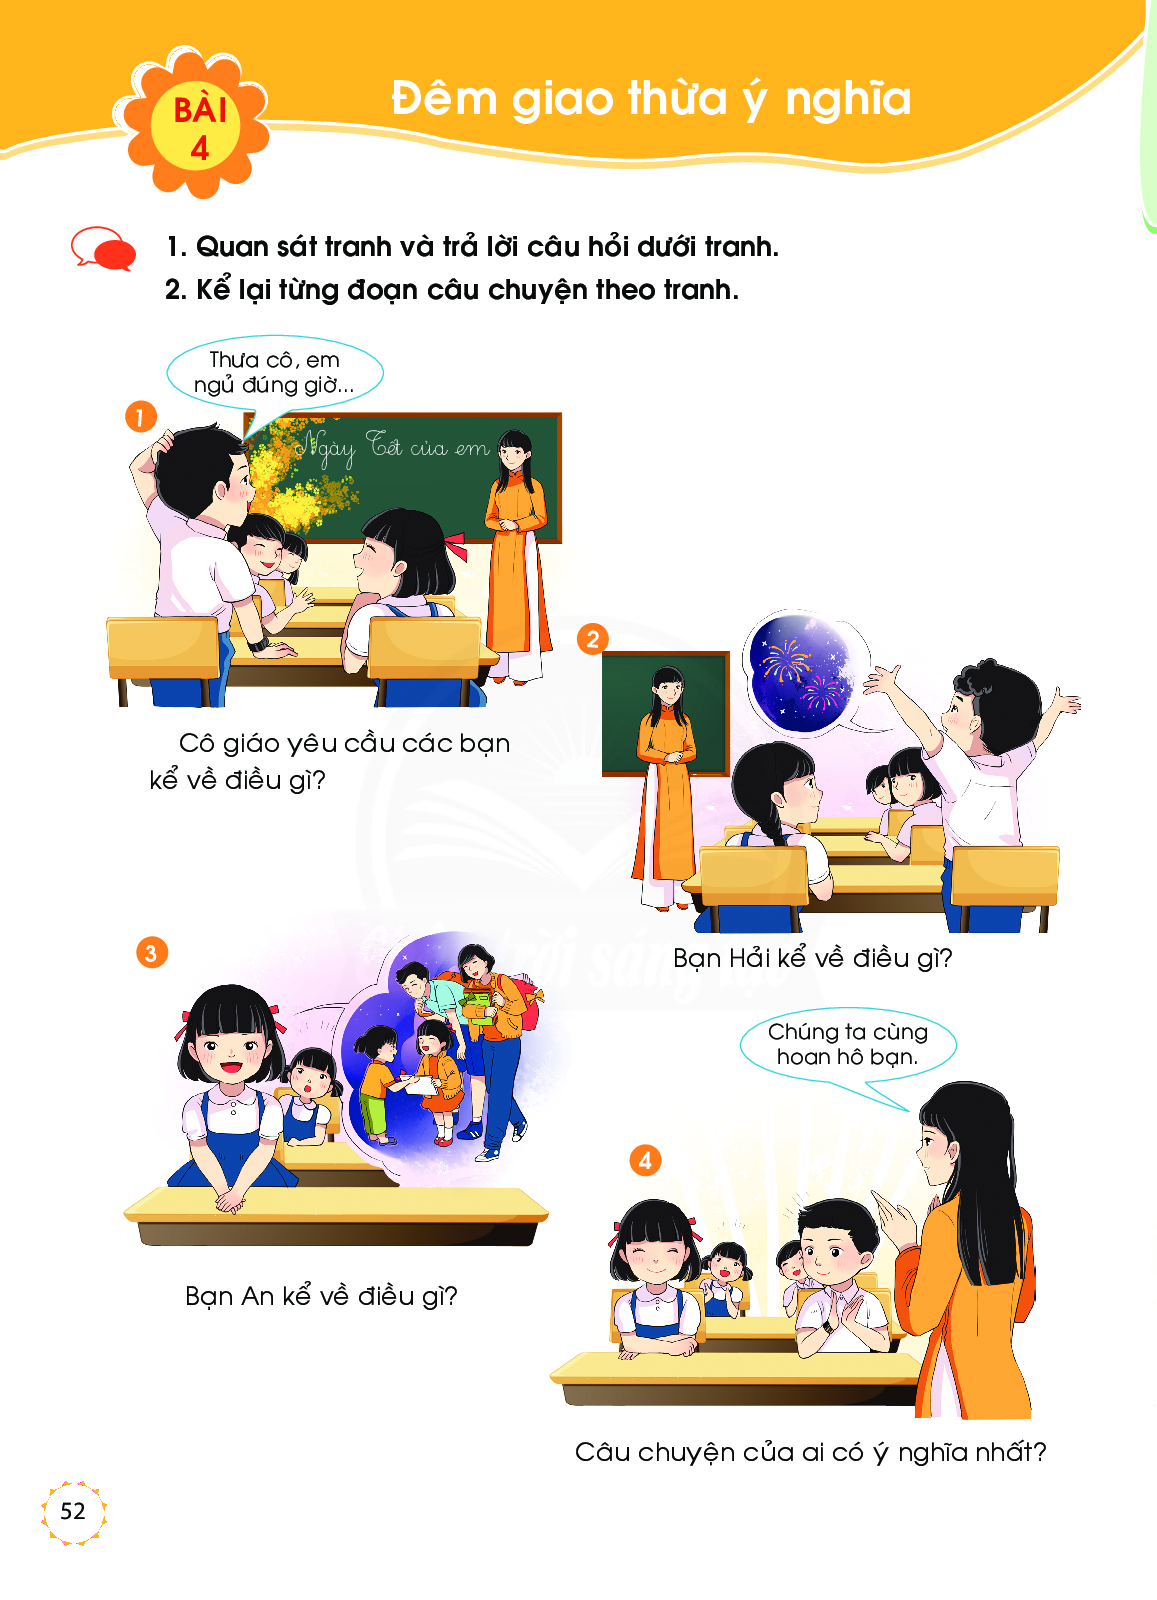 BÀI
4
Đêm giao thừa ý nghĩa
1. Quan sát tranh và trả lời câu hỏi dưới tranh.
2. Kể lại từng đoạn câu chuyện theo tranh.
Thưa cô, em
ngủ đúng giờ...
1
Ngày Tết của em
Cô giáo yêu cầu các bạn
kể về điều gì?
2
Bạn Hải kể về điều gì?
3
Bạn An kể về điều gì?
Chúng ta cùng
hoan hô bạn.
4
Câu chuyện của ai có ý nghĩa nhất?
52